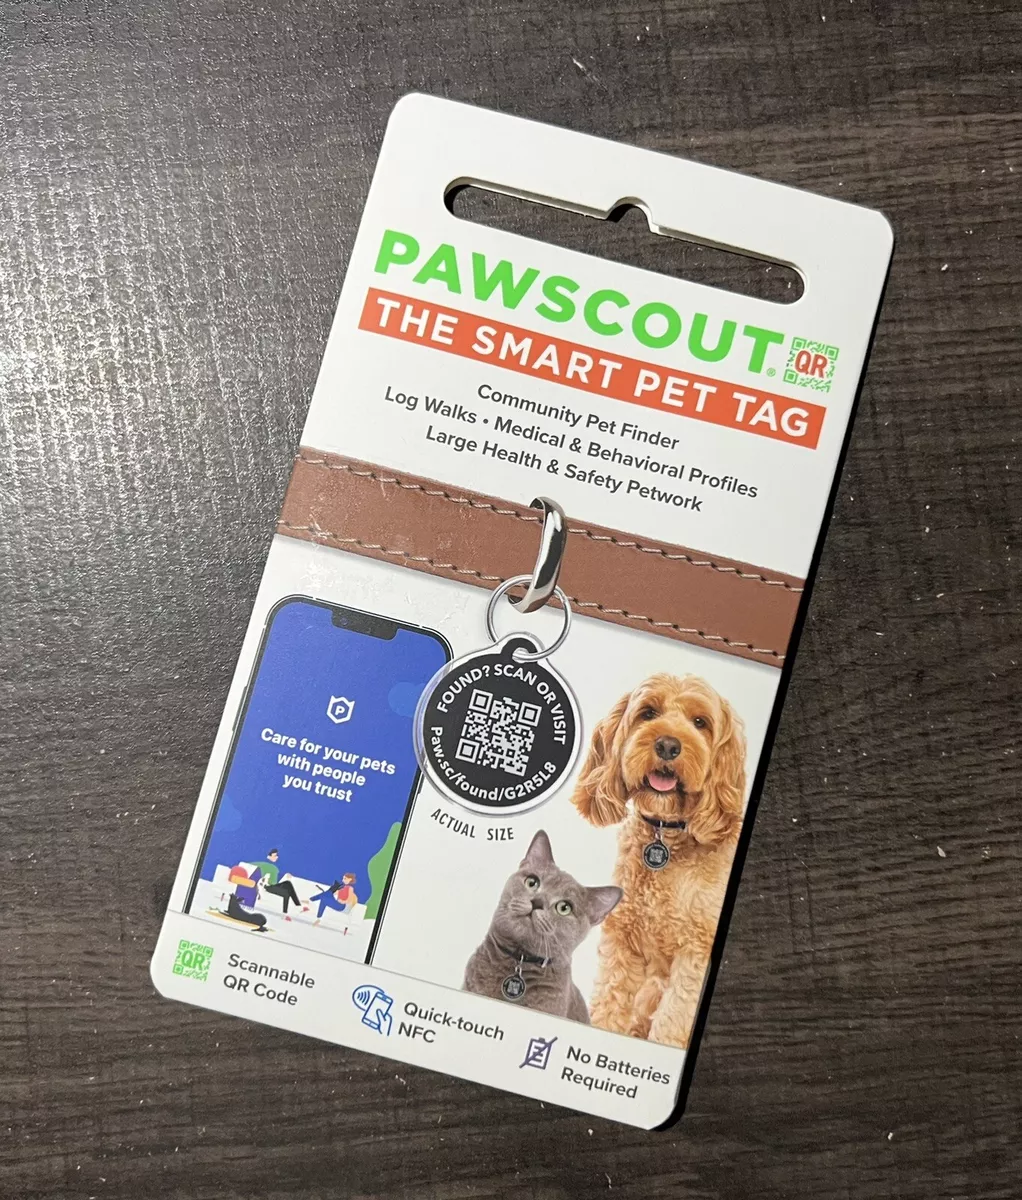 PAWSCOUT®
QR
THE SMART PET TAG
Community Pet Finder
Log Walks • Medical & Behavioral Profiles
Large Health & Safety Petwork
FOUND? SCAN OR VISIT
Paw.sc/found/G2R5L8
ACTUAL SIZE
P
Care for your pets
with people
you trust
QR
Scannable
QR Code
Quick-touch
NFC
No Batteries
Required